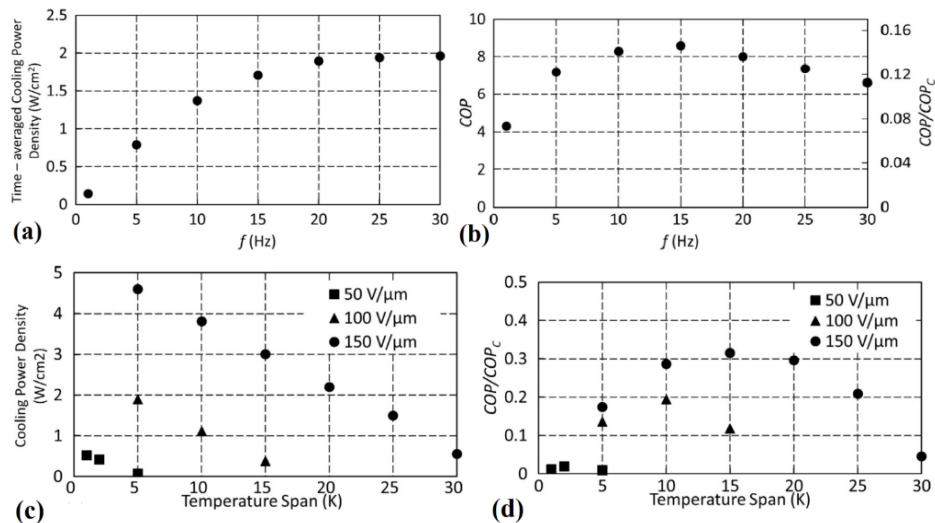 2.5
2
1.5
1
0.5
0
0 5 10 15 20 25 30
Time – averaged Cooling Power
Density (W/cm²)
f (Hz)
(a)
10
8
6
4
2
0
0 5 10 15 20 25 30
COP
0.16
0.12
0.08
0.04
0
COP/COP_C
f (Hz)
(b)
5
4
3
2
1
0
0 5 10 15 20 25 30
Cooling Power Density
(W/cm2)
50 V/μm
100 V/μm
150 V/μm
Temperature Span (K)
(c)
0.5
0.4
0.3
0.2
0.1
0
0 5 10 15 20 25 30
COP/COP_C
50 V/μm
100 V/μm
150 V/μm
Temperature Span (K)
(d)